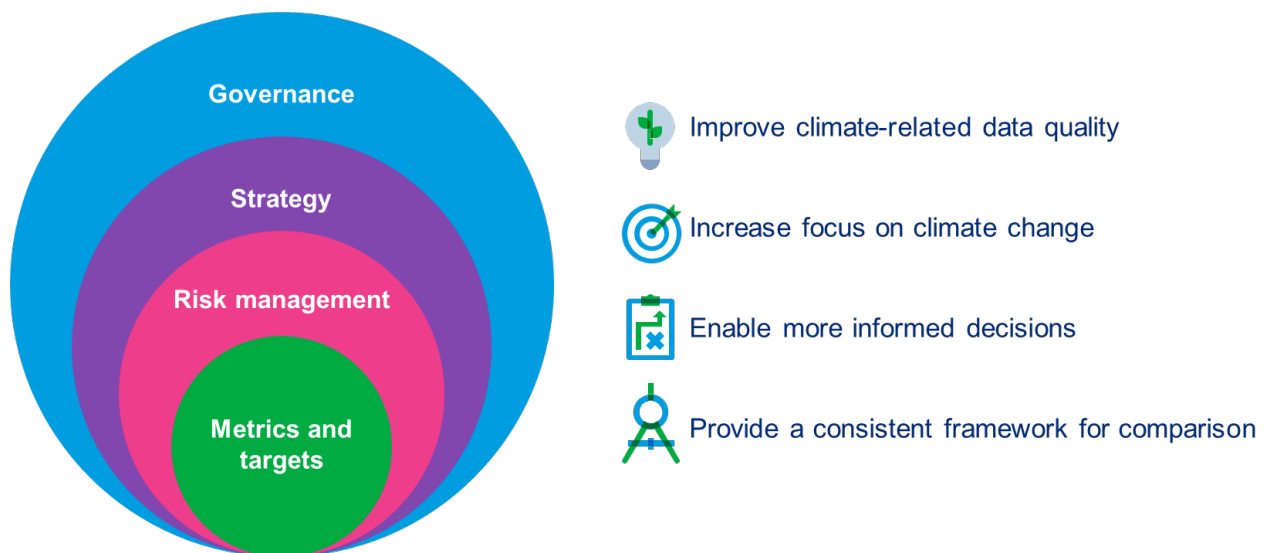 Governance
Strategy
Risk management
Metrics and
targets
Improve climate-related data quality
Increase focus on climate change
Enable more informed decisions
Provide a consistent framework for comparison